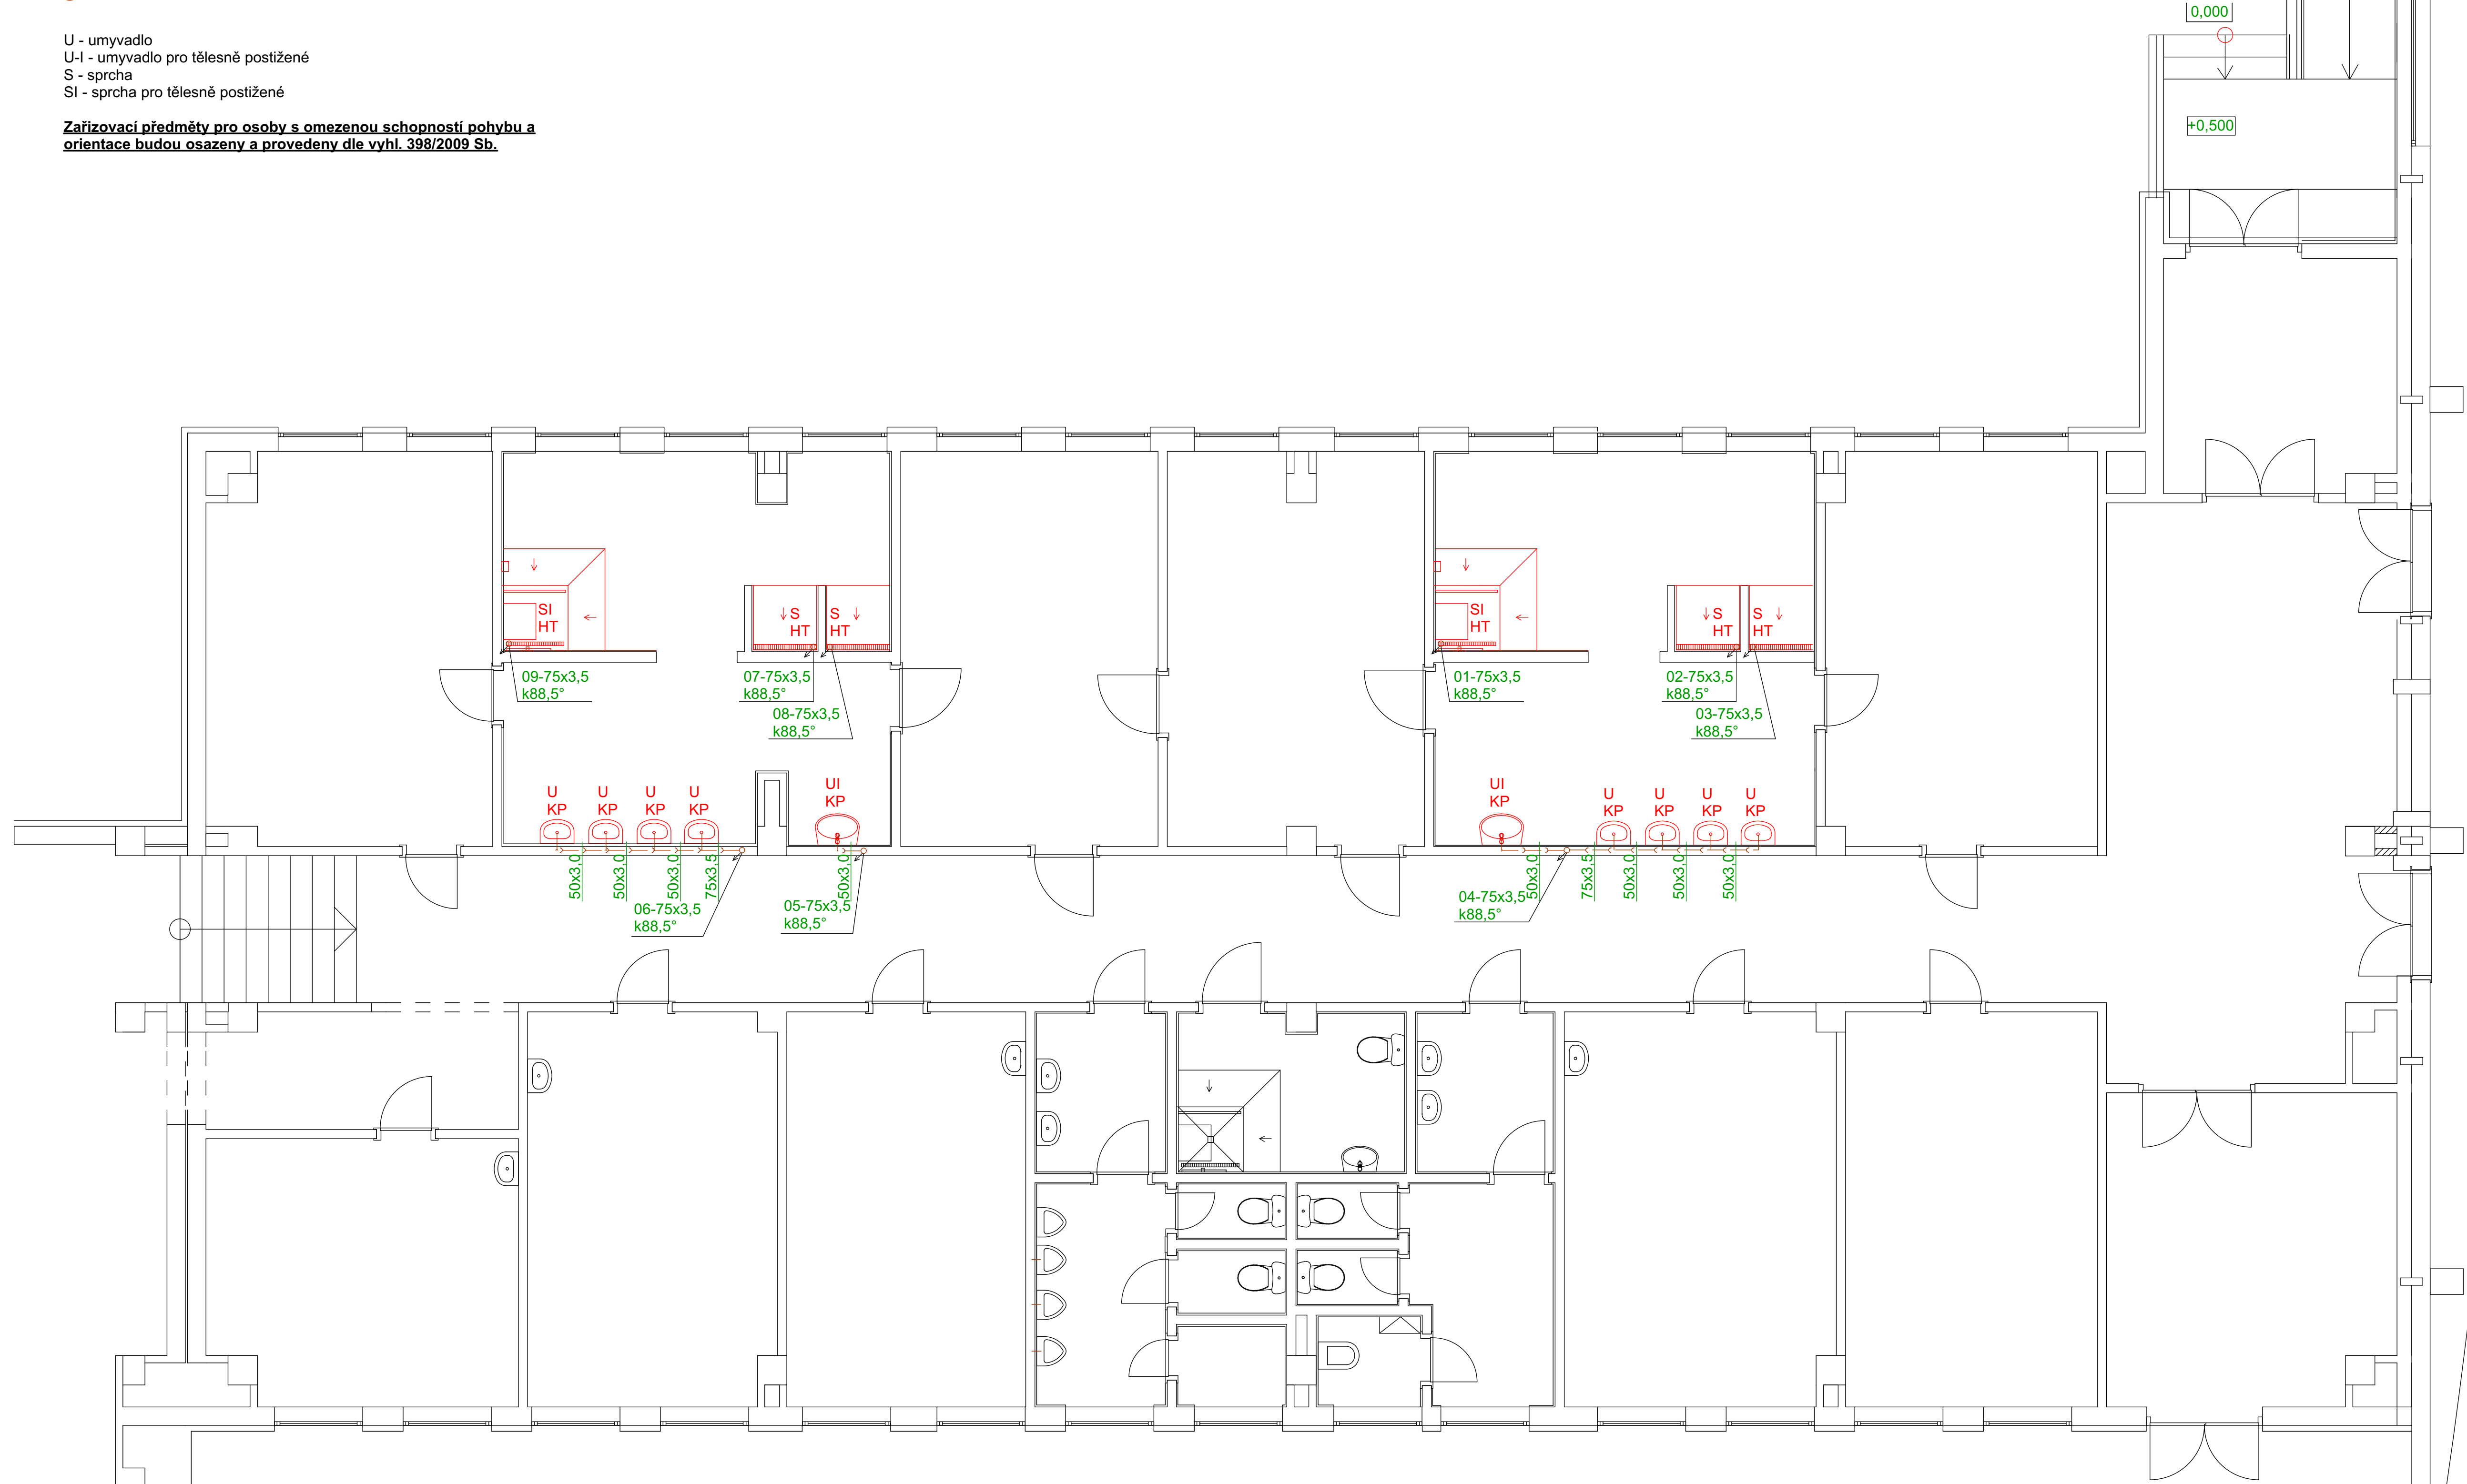 0,000
U - umyvadlo
U-I - umyvadlo pro tělesně postižené
S - sprcha
SI - sprcha pro tělesně postižené
Zařizovací předměty pro osoby s omezenou schopností pohybu a
orientace budou osazeny a provedeny dle vyhl. 398/2009 Sb.
+0,500
SI
HT
S
HT
S
HT
SI
HT
S
HT
S
HT
09-75x3,5
k88,5°
07-75x3,5
k88,5°
08-75x3,5
k88,5°
01-75x3,5
k88,5°
02-75x3,5
k88,5°
03-75x3,5
k88,5°
U
KP
U
KP
U
KP
U
KP
UI
KP
UI
KP
U
KP
U
KP
U
KP
U
KP
50x3,0
50x3,0
50x3,0
75x3,5
50x3,0
50x3,0
75x3,5
50x3,0
50x3,0
50x3,0
06-75x3,5
k88,5°
05-75x3,5
k88,5°
04-75x3,5
k88,5°